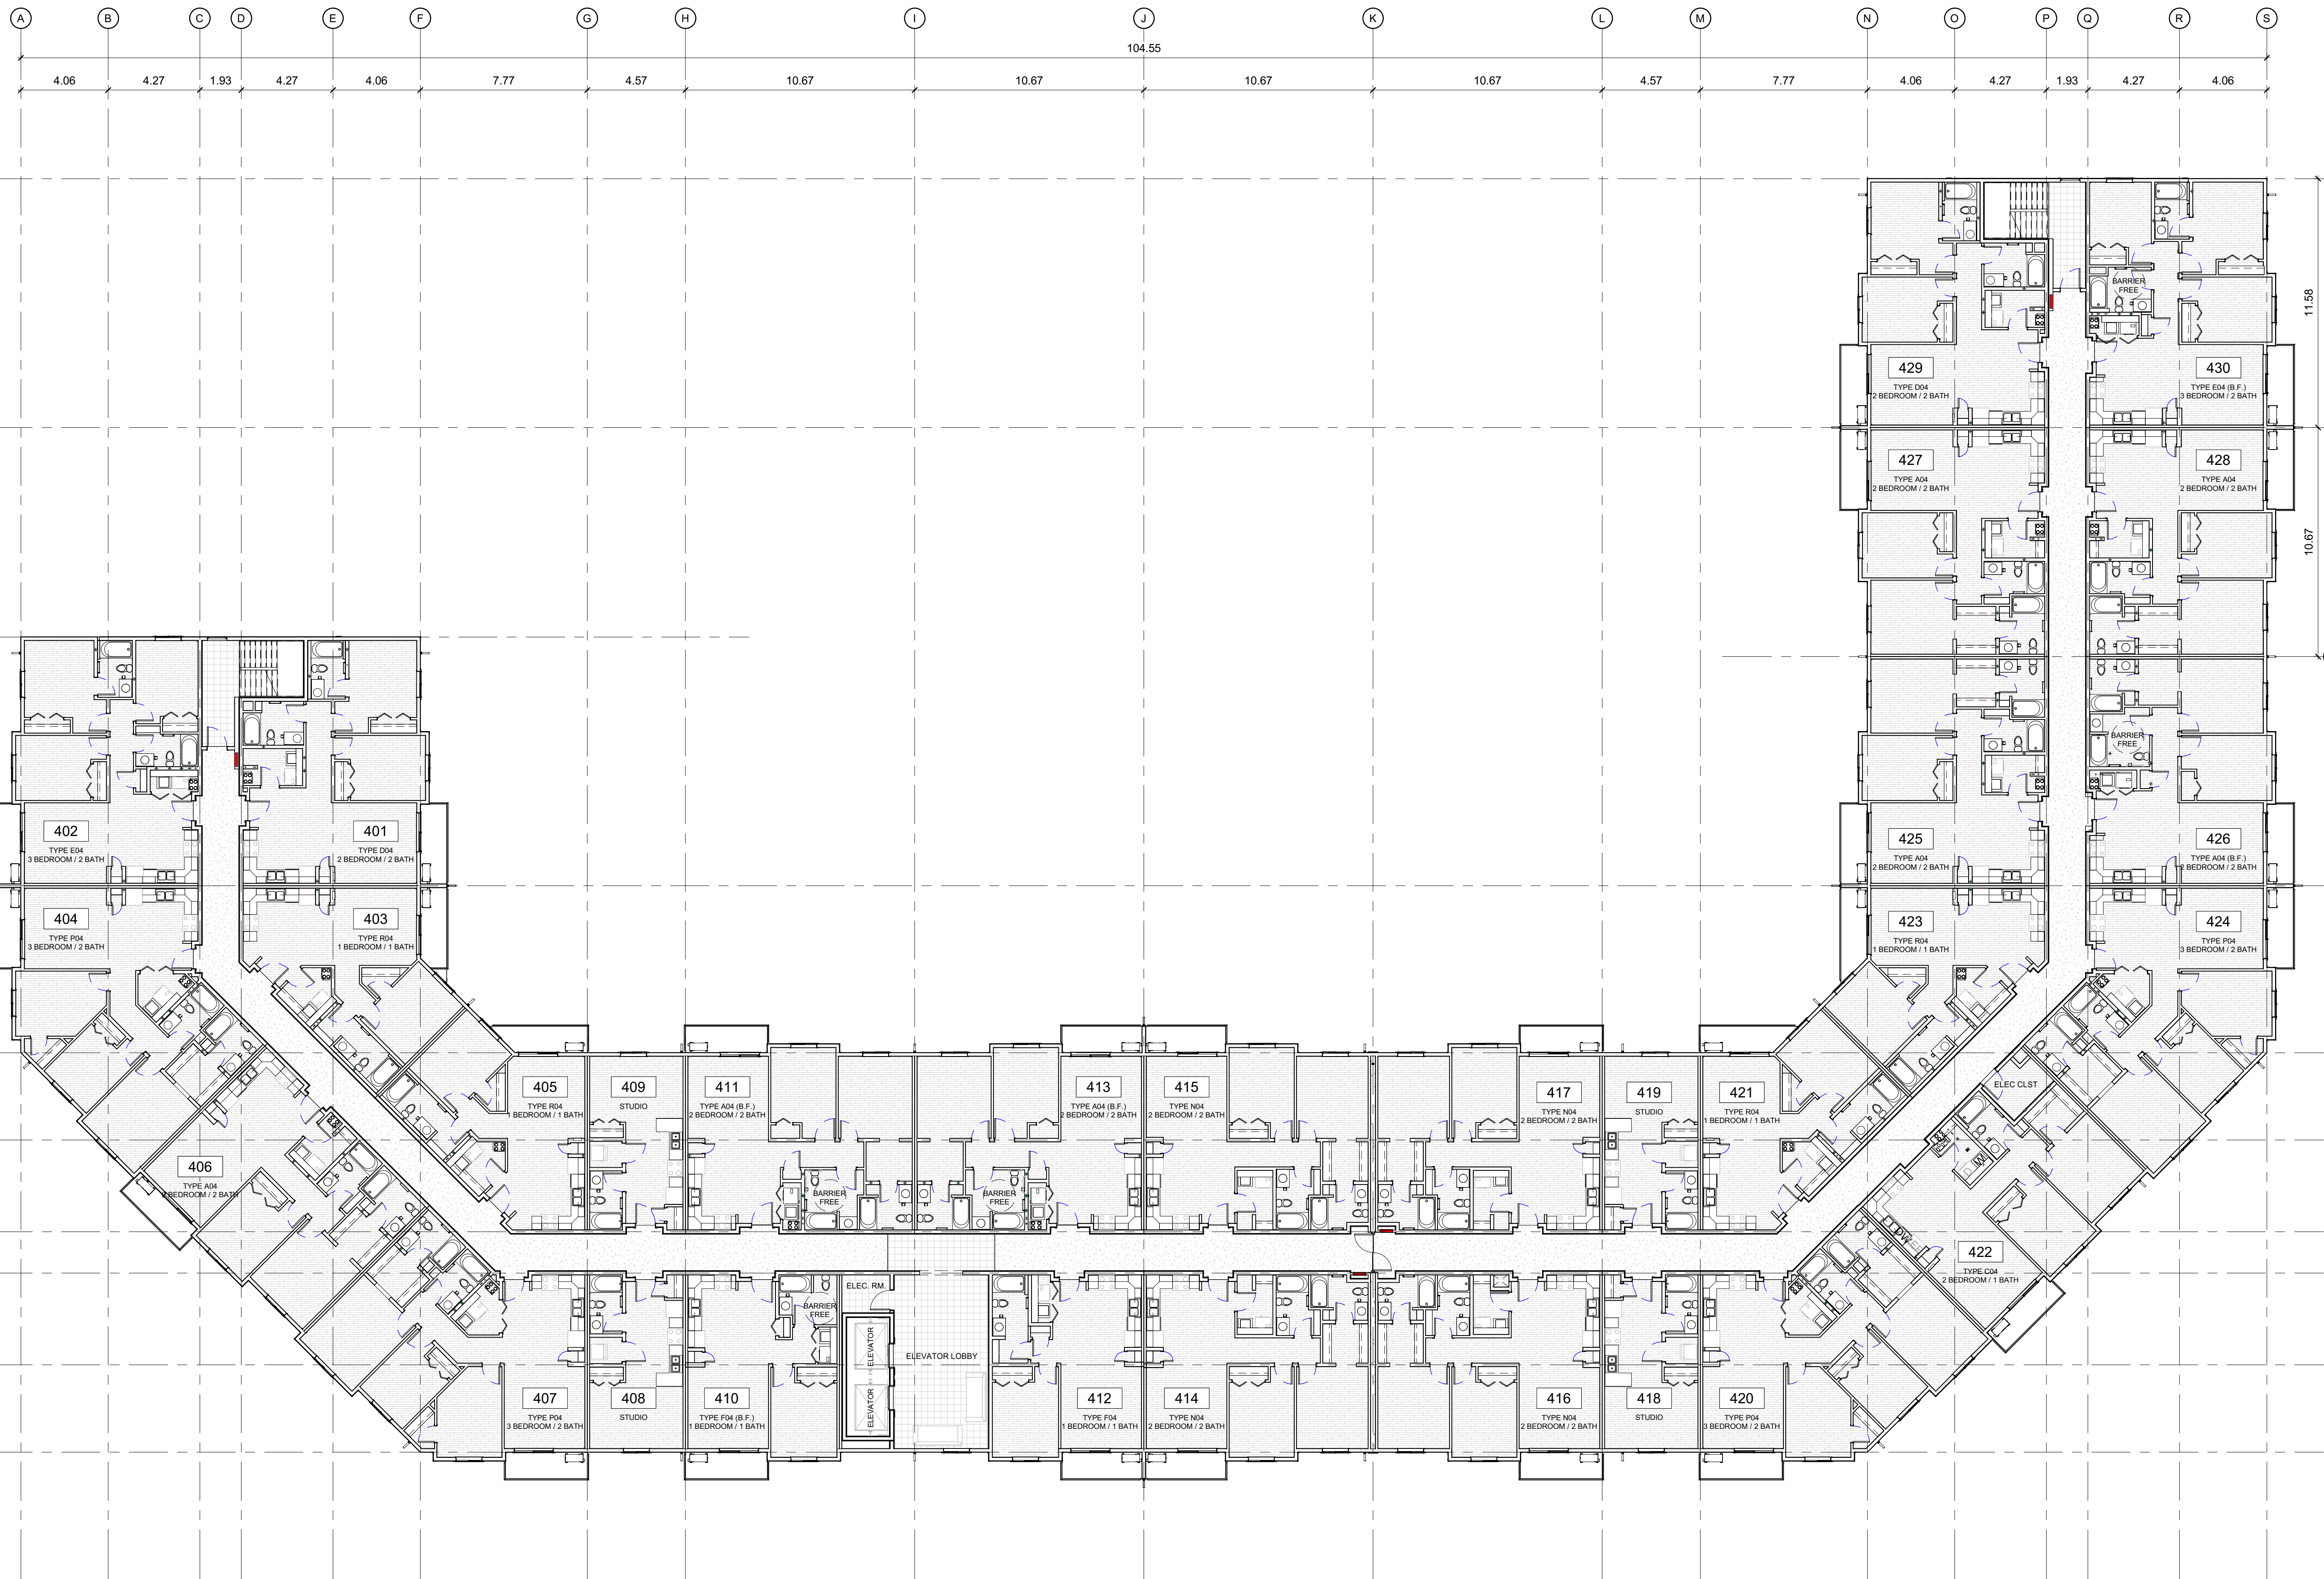 A B C D E F G H I J K L M N O P Q R S
104.55
4.06 4.27 1.93 4.27 4.06 7.77 4.57 10.67 10.67 10.67 10.67 4.57 7.77 4.06 4.27 1.93 4.27 4.06
11.58
10.67
BARRIER
FREE
429
TYPE D04
2 BEDROOM / 2 BATH
430
TYPE E04 (B.F.)
3 BEDROOM / 2 BATH
427
TYPE A04
2 BEDROOM / 2 BATH
428
TYPE A04
2 BEDROOM / 2 BATH
BARRIER
FREE
402
TYPE E04
3 BEDROOM / 2 BATH
401
TYPE D04
2 BEDROOM / 2 BATH
425
TYPE A04
2 BEDROOM / 2 BATH
426
TYPE A04 (B.F.)
2 BEDROOM / 2 BATH
404
TYPE P04
3 BEDROOM / 2 BATH
403
TYPE R04
1 BEDROOM / 1 BATH
423
TYPE R04
1 BEDROOM / 1 BATH
424
TYPE P04
3 BEDROOM / 2 BATH
ELEC CLST
405
TYPE R04
1 BEDROOM / 1 BATH
409
STUDIO
411
TYPE A04 (B.F.)
2 BEDROOM / 2 BATH
413
TYPE A04 (B.F.)
2 BEDROOM / 2 BATH
415
TYPE N04
2 BEDROOM / 2 BATH
417
TYPE N04
2 BEDROOM / 2 BATH
419
STUDIO
421
TYPE R04
1 BEDROOM / 1 BATH
406
TYPE A04
2 BEDROOM / 2 BATH
BARRIER
FREE
BARRIER
FREE
422
TYPE C04
2 BEDROOM / 1 BATH
ELEC. RM.
BARRIER
FREE
ELEVATOR
ELEVATOR
ELEVATOR LOBBY
407
TYPE P04
3 BEDROOM / 2 BATH
408
STUDIO
410
TYPE F04 (B.F.)
1 BEDROOM / 1 BATH
412
TYPE F04
1 BEDROOM / 1 BATH
414
TYPE N04
2 BEDROOM / 2 BATH
416
TYPE N04
2 BEDROOM / 2 BATH
418
STUDIO
420
TYPE P04
3 BEDROOM / 2 BATH